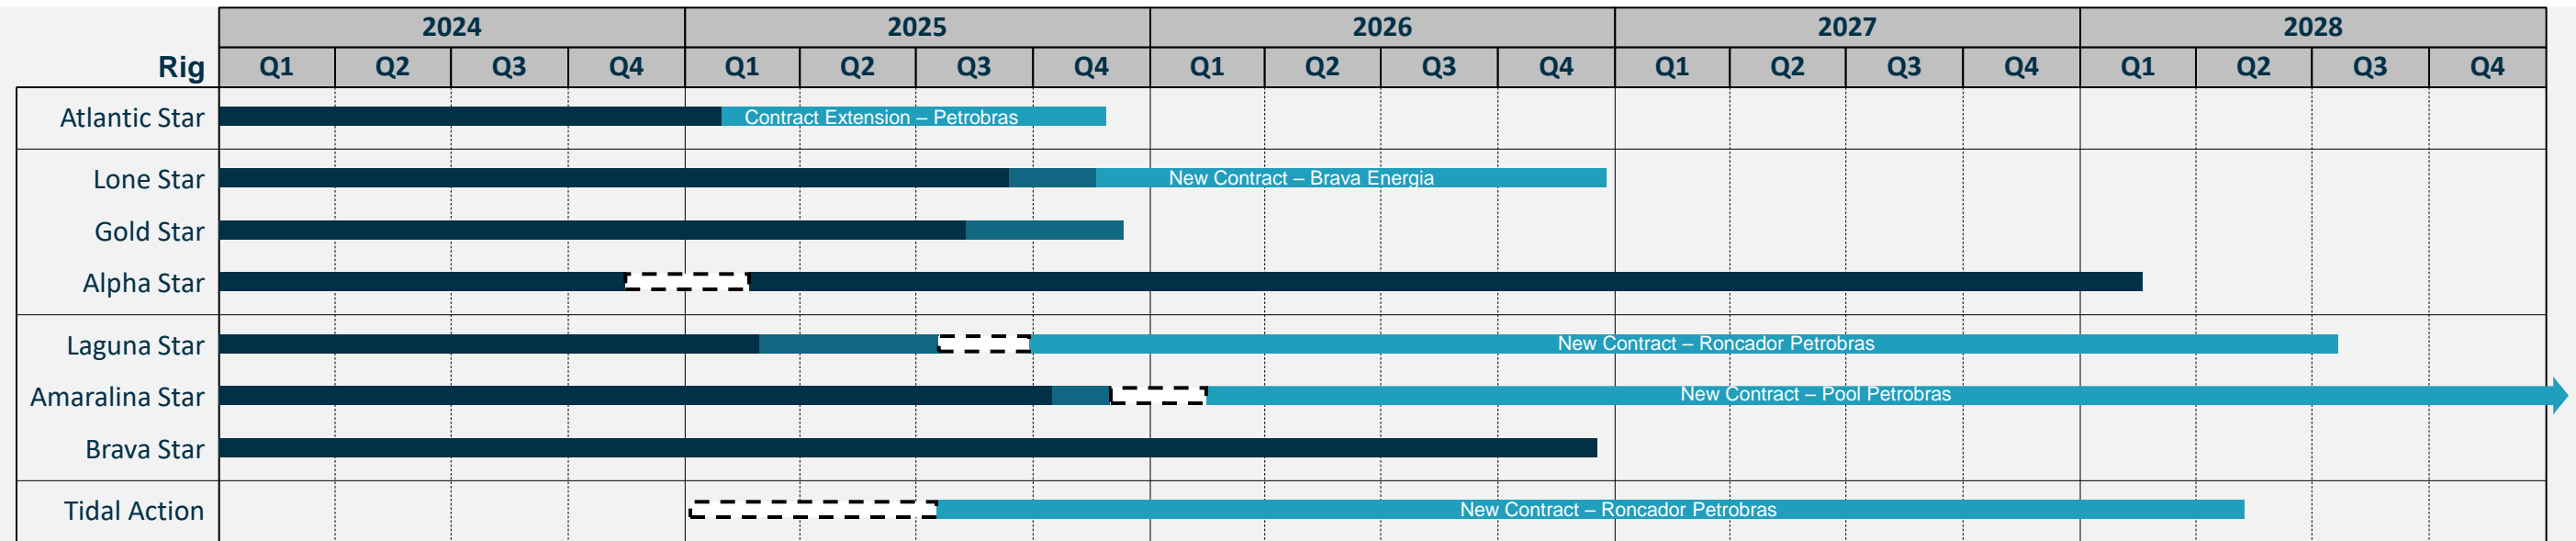 2024 2025 2026 2027 2028
Rig Q1 Q2 Q3 Q4 Q1 Q2 Q3 Q4 Q1 Q2 Q3 Q4 Q1 Q2 Q3 Q4 Q1 Q2 Q3 Q4
Atlantic Star Contract Extension – Petrobras
Lone Star New Contract – Brava Energia
Gold Star
Alpha Star
Laguna Star New Contract – Roncador Petrobras
Amaralina Star New Contract – Pool Petrobras
Brava Star
Tidal Action New Contract – Roncador Petrobras